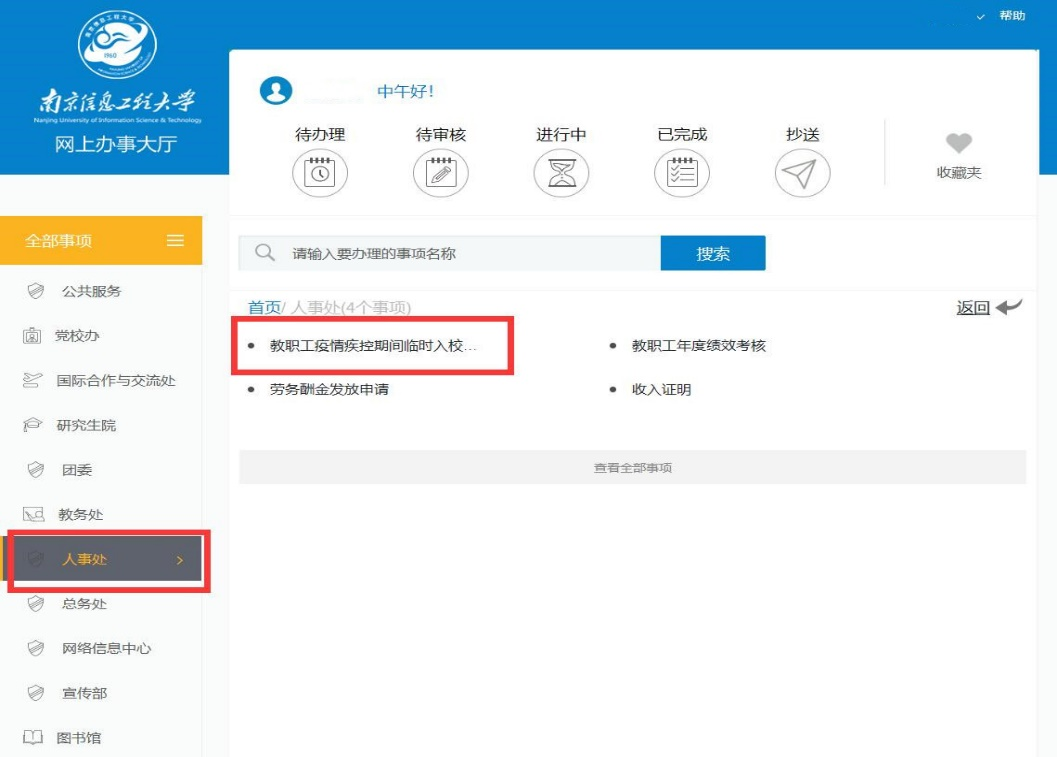 帮助
1960
南京信息工程大学
Nanjing University of Information Science & Technology
网上办事大厅
中午好!
待办理
待审核
进行中
已完成
抄送
收藏夹
全部事项
请输入要办理的事项名称
搜索
公共服务
党校办
国际合作与交流处
研究生院
团委
教务处
人事处
>
总务处
网络信息中心
宣传部
图书馆
首页/ 人事处(4个事项)
返回
• 教职工疫情疾控期间临时入校...
• 教职工年度绩效考核
• 劳务酬金发放申请
• 收入证明
查看全部事项